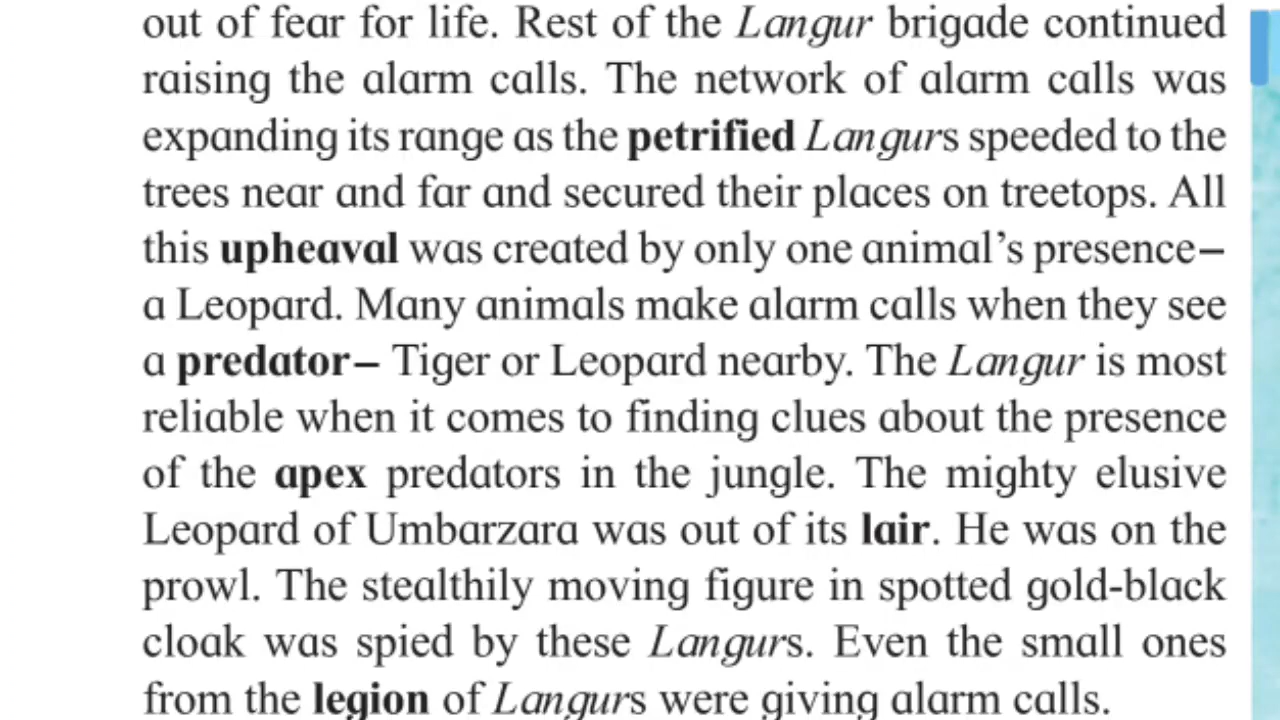 out of fear for life. Rest of the Langur brigade continued
raising the alarm calls. The network of alarm calls was
expanding its range as the petrified Langurs speeded to the
trees near and far and secured their places on treetops. All
this upheaval was created by only one animal’s presence–
a Leopard. Many animals make alarm calls when they see
a predator– Tiger or Leopard nearby. The Langur is most
reliable when it comes to finding clues about the presence
of the apex predators in the jungle. The mighty elusive
Leopard of Umbarzara was out of its lair. He was on the
prowl. The stealthily moving figure in spotted gold-black
cloak was spied by these Langurs. Even the small ones
from the legion of Langurs were giving alarm calls.